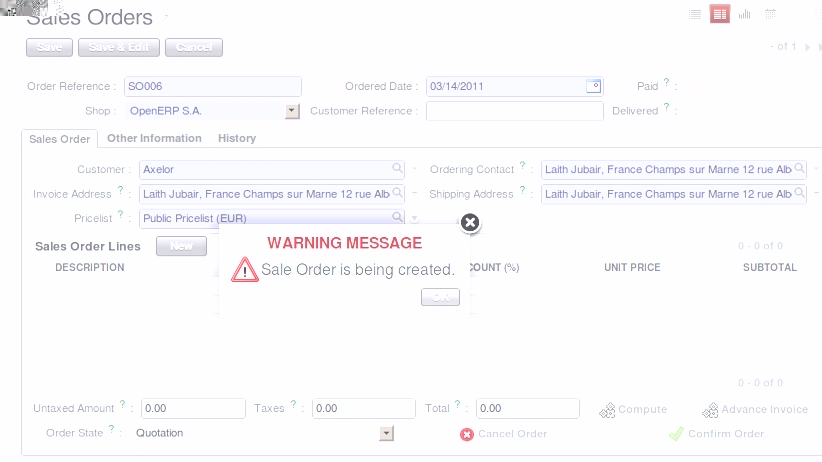 Sales Orders
Save Save & Edit Cancel - of 1
Order Reference : SO006 Ordered Date : 03/14/2011 Paid ? :
Shop : OpenERP S.A. Customer Reference : Delivered ? :
Sales Order Other Information History
Customer : Axelor Ordering Contact ? : Laith Jubair, France Champs sur Marne 12 rue Alb
Invoice Address ? : Laith Jubair, France Champs sur Marne 12 rue Alb Shipping Address ? : Laith Jubair, France Champs sur Marne 12 rue Alb
Pricelist ? : Public Pricelist (EUR)
WARNING MESSAGE
Sales Order Lines New 0 - 0 of 0
DESCRIPTION COUNT (%) UNIT PRICE SUBTOTAL
Sale Order is being created.
OK
0 - 0 of 0
Untaxed Amount ? : 0.00 Taxes ? : 0.00 Total ? : 0.00 Compute Advance Invoice
Order State ? : Quotation Cancel Order Confirm Order